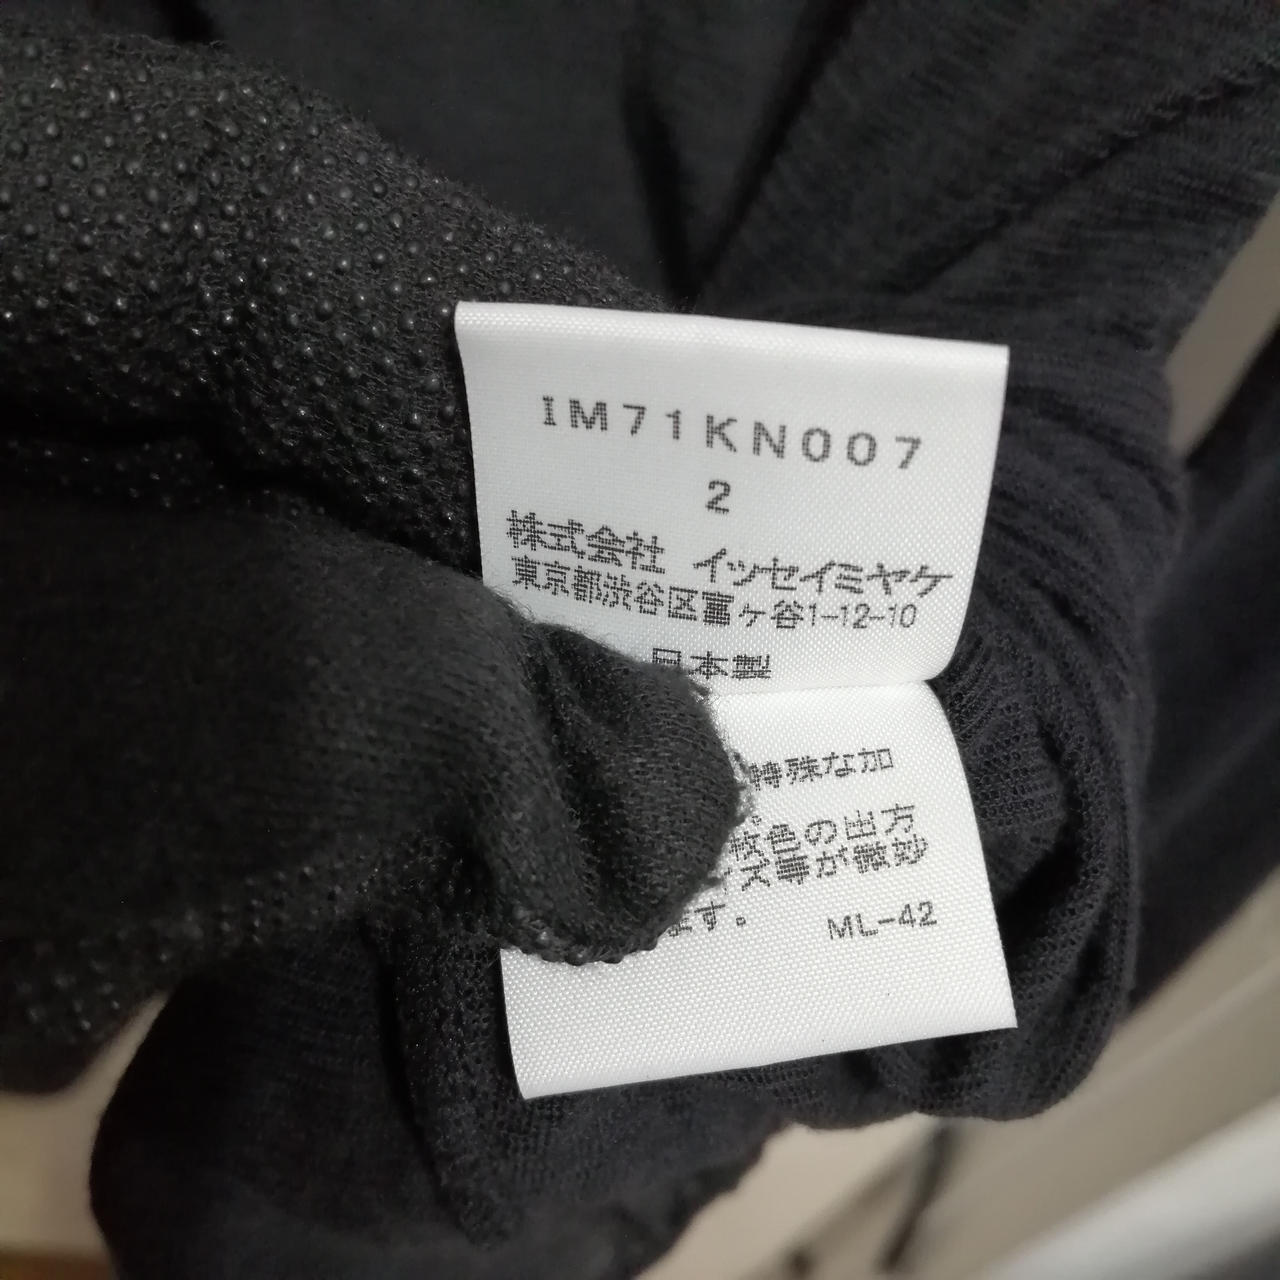 IM71KN007
2
株式会社 イッセイミヤケ
東京都渋谷区富ヶ谷1-12-10
日本製
特殊な加
色の出方
ズ等が微妙
ます。 ML-42